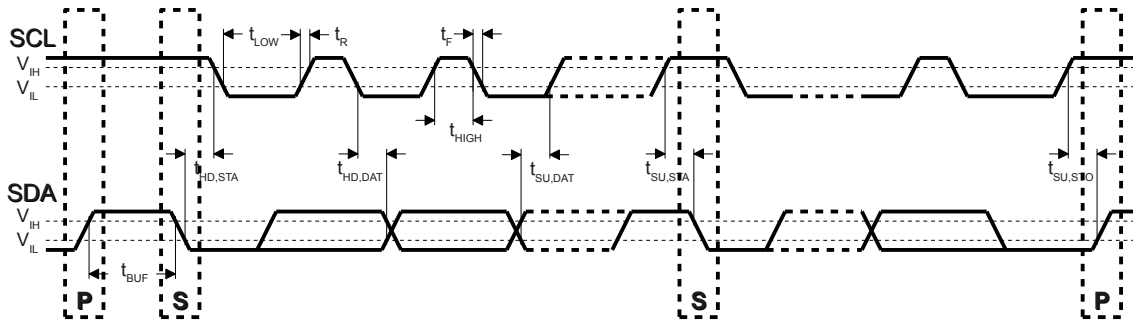 t_LOW t_R t_F
SCL
V_IH
V_IL
t_HIGH
t_HD,STA t_HD,DAT t_SU,DAT t_SU,STA t_SU,STO
SDA
V_IH
V_IL
t_BUF
P S S P